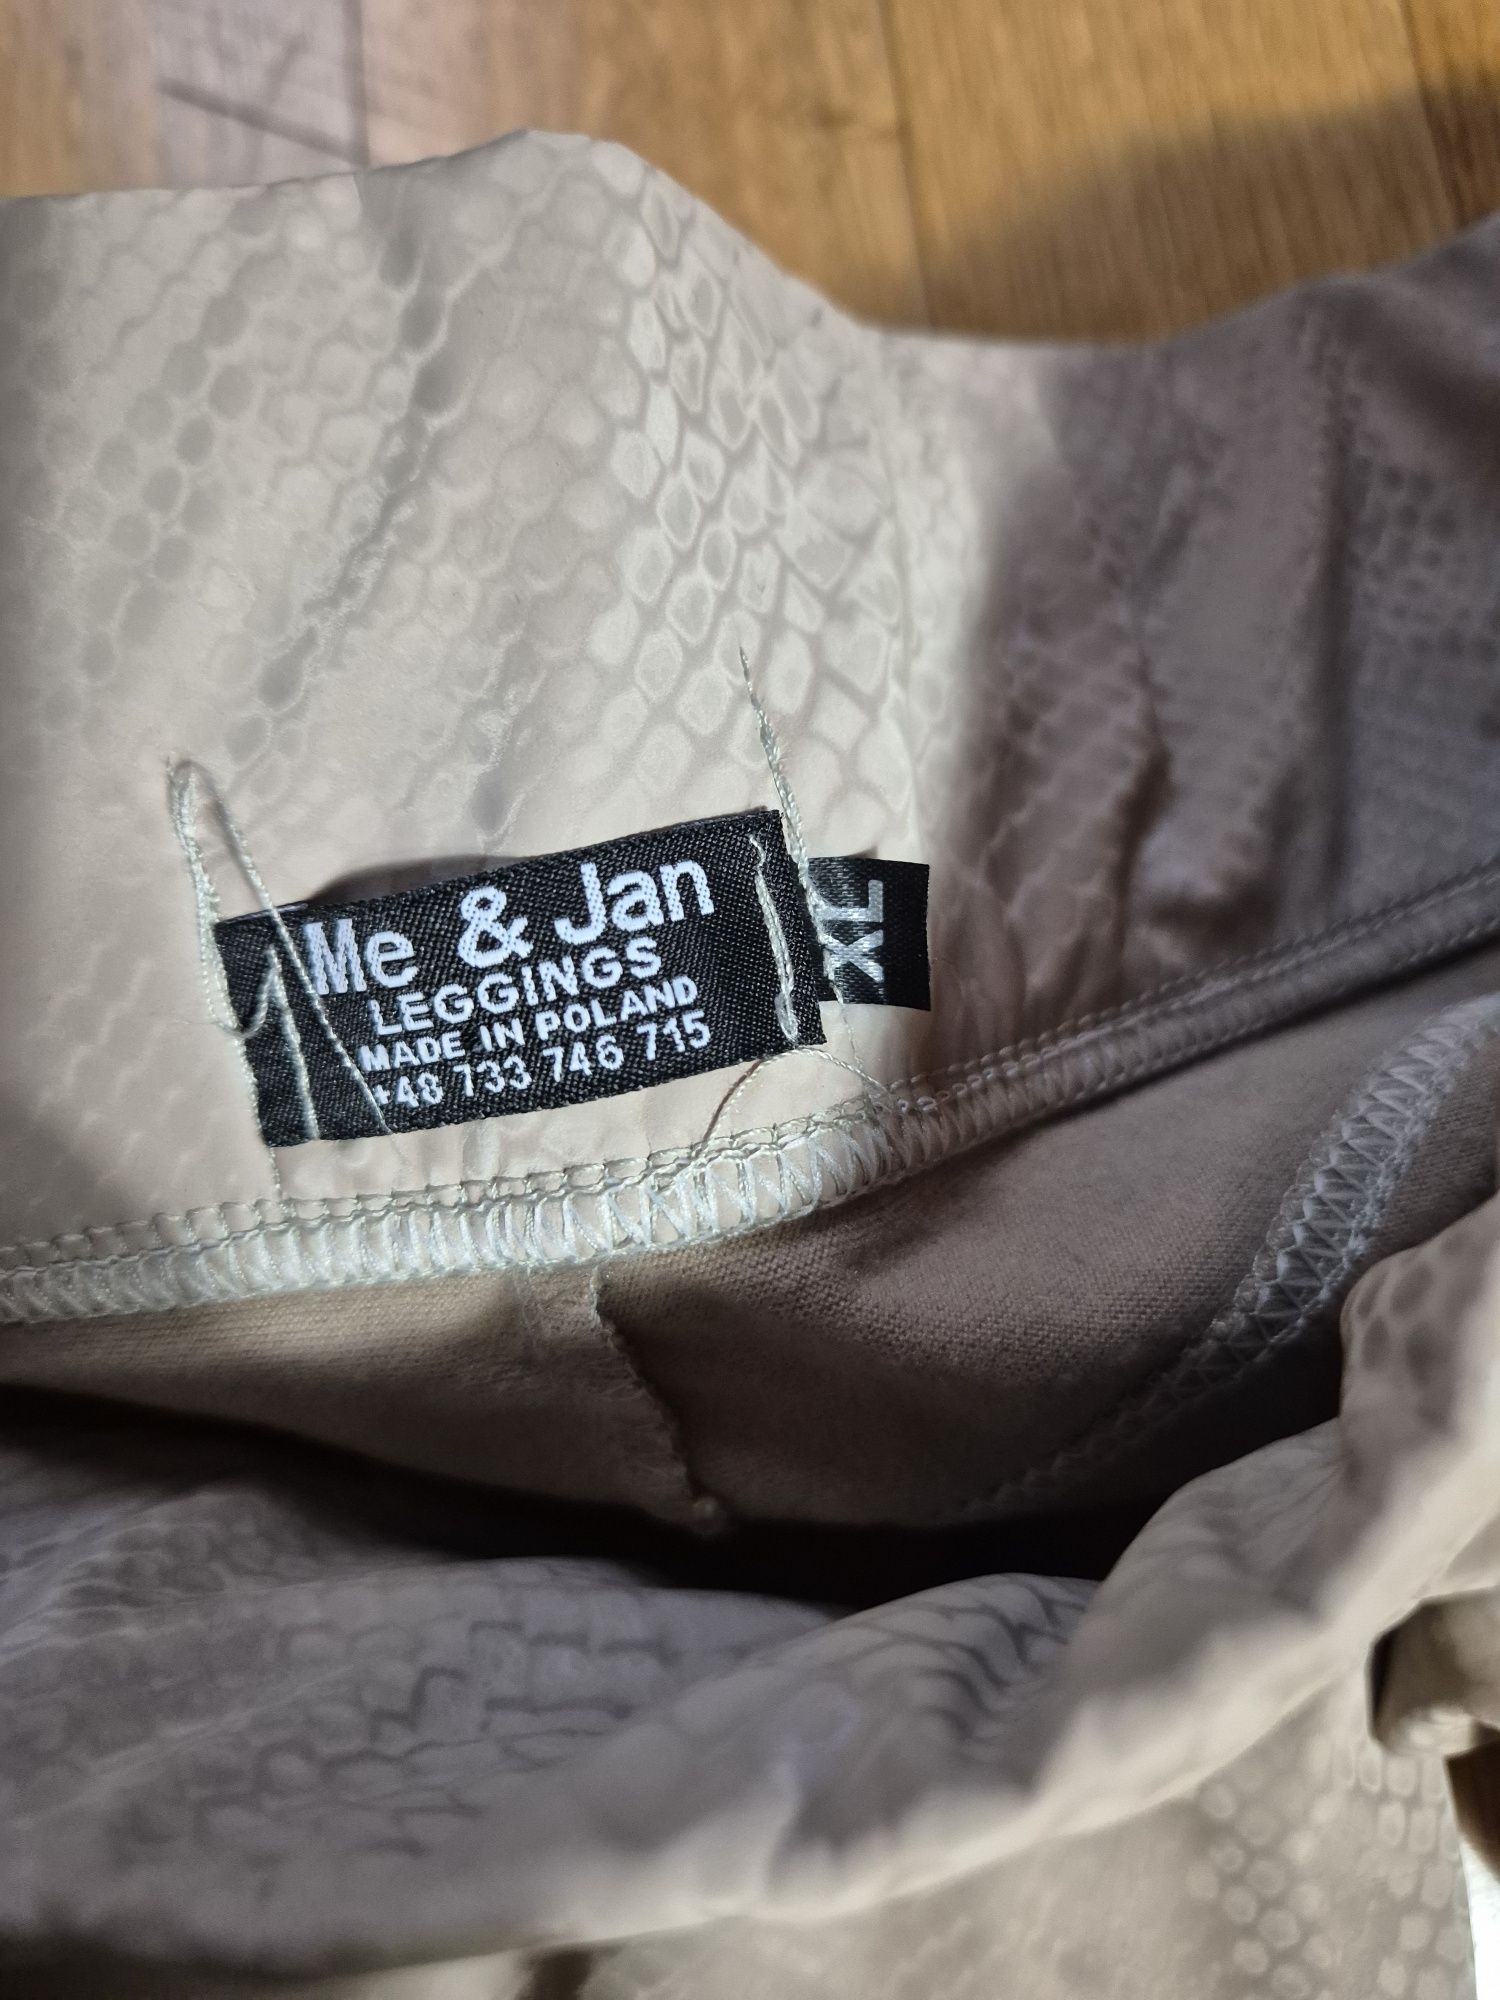 Me & Jan
LEGGINGS
MADE IN POLAND
+48 733 746 715
XL